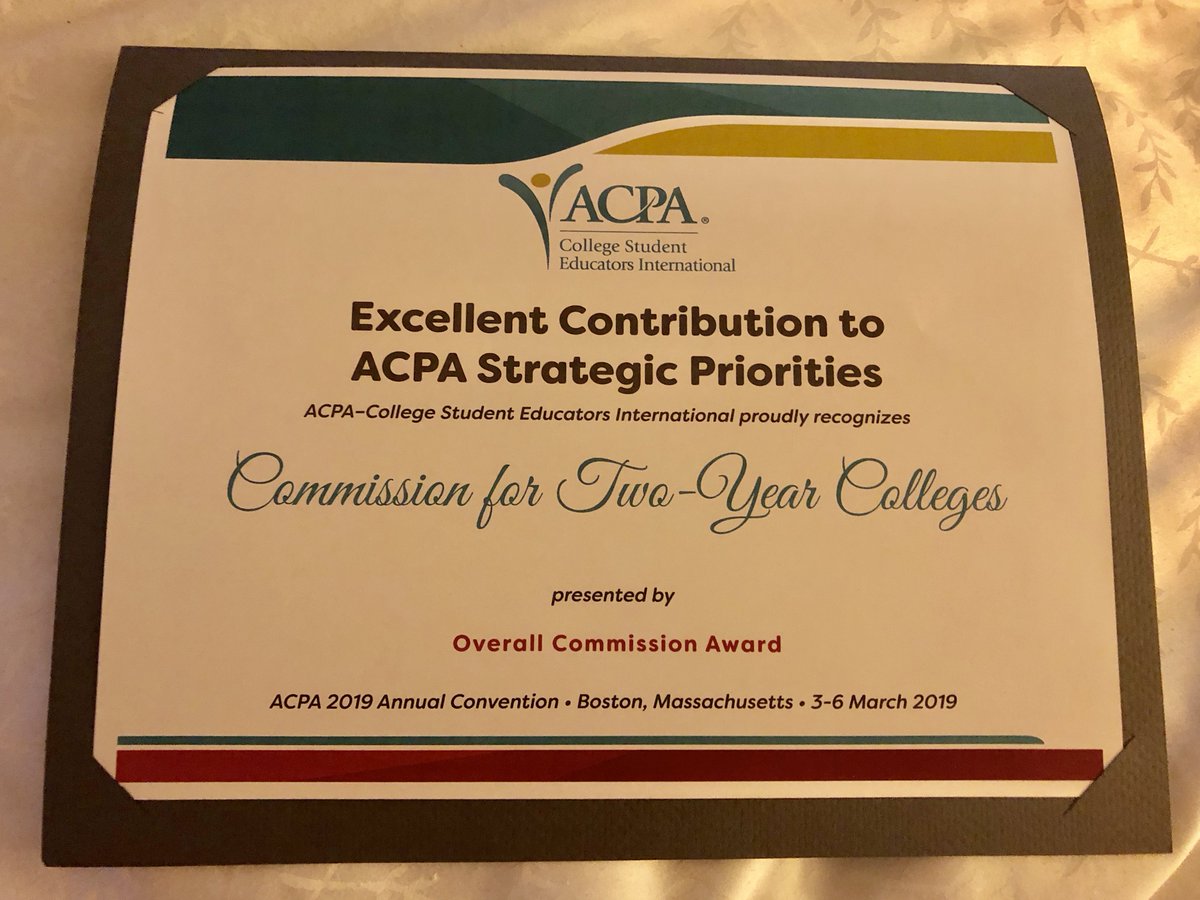 ACPA®
College Student
Educators International
Excellent Contribution to
ACPA Strategic Priorities
ACPA–College Student Educators International proudly recognizes
Commission for Two-Year Colleges
presented by
Overall Commission Award
ACPA 2019 Annual Convention • Boston, Massachusetts • 3-6 March 2019